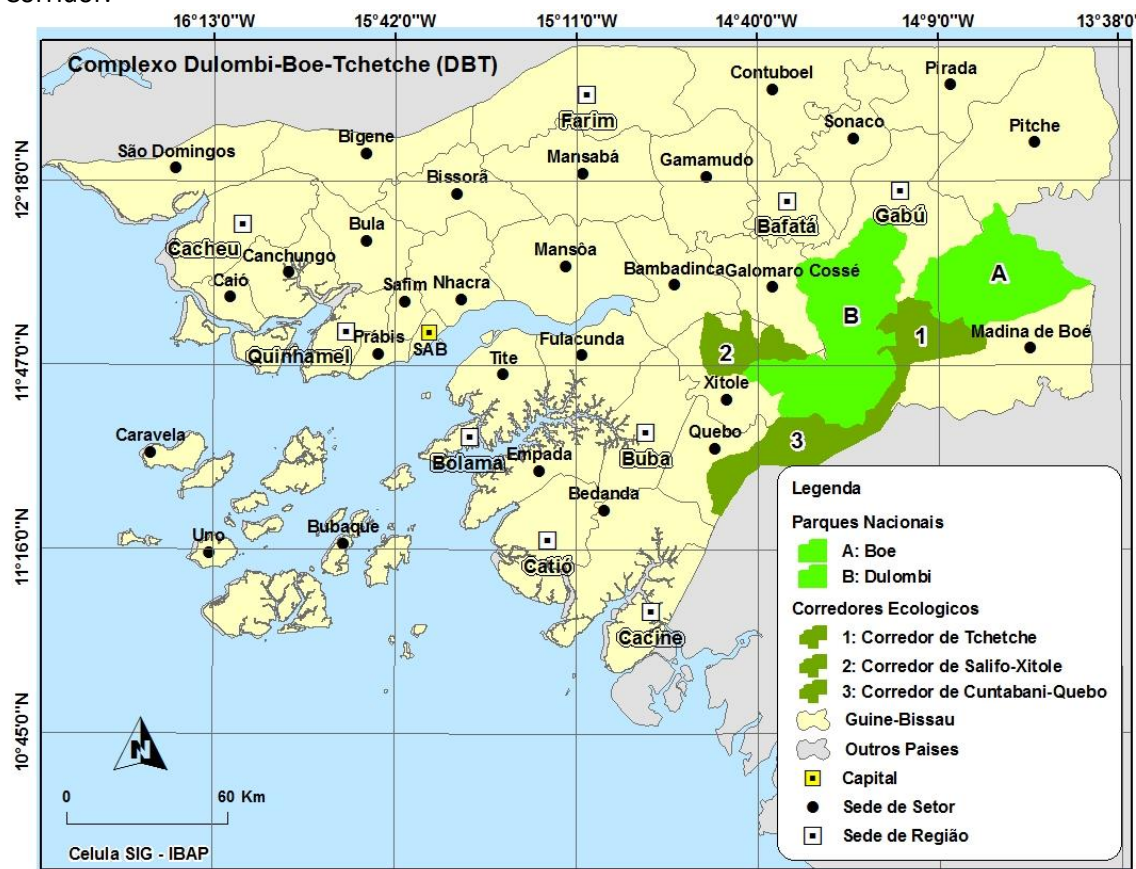 corridor.
16°13'0"W 15°42'0"W 15°11'0"W 14°40'0"W 14°9'0"W 13°38'0"W
Complexo Dulombi-Boe-Tchetche (DBT)
Contuboel
Pirada
Farim
Sonaco
Pitche
Bigene
São Domingos
Mansabá
Gamamudo
12°18'0"N
Bissorã
Bafatá
Gabú
Cacheu
Bula
Canchungo
Mansôa
Bambadinca
Galomaro Cossé
A
Caió
Safim
Nhacra
B
1
Madina de Boé
Quinhamel
Prábis
SAB
Fulacunda
2
11°47'0"N
Tite
Xitole
Caravela
Bolama
Buba
Quebo
3
Empada
Bedanda
Uno
Bubaque
11°16'0"N
Catió
Cacine
10°45'0"N
N
0 60 Km
Celula SIG - IBAP
Legenda
Parques Nacionais
A: Boe
B: Dulombi
Corredores Ecologicos
1: Corredor de Tchetche
2: Corredor de Salifo-Xitole
3: Corredor de Cuntabani-Quebo
Guine-Bissau
Outros Paises
Capital
Sede de Setor
Sede de Região